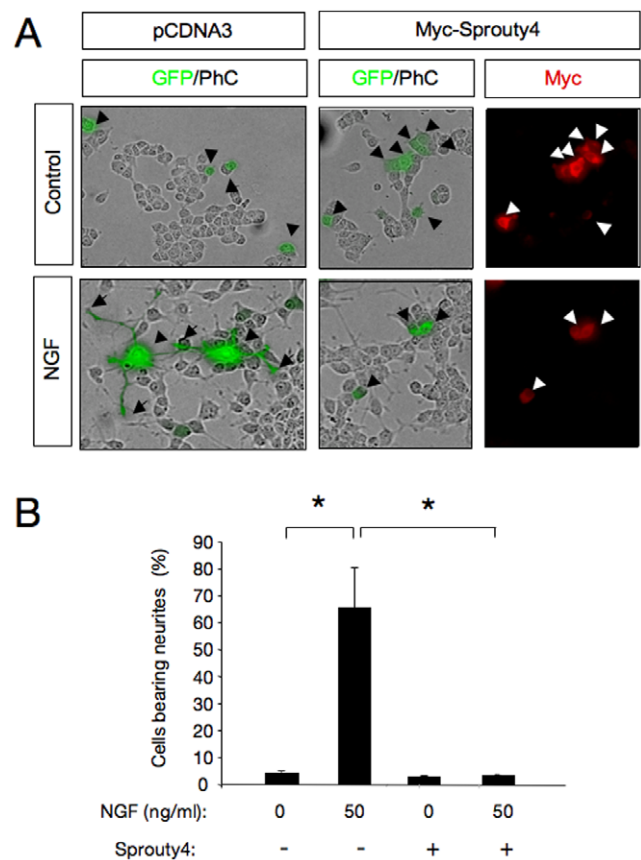 A
pCDNA3
Myc-Sprouty4
GFP/PhC
GFP/PhC
Myc
Control
NGF
B
* *
Cells bearing neurites (%)
90
80
70
60
50
40
30
20
10
0
NGF (ng/ml): 0 50 0 50
Sprouty4: - - + +